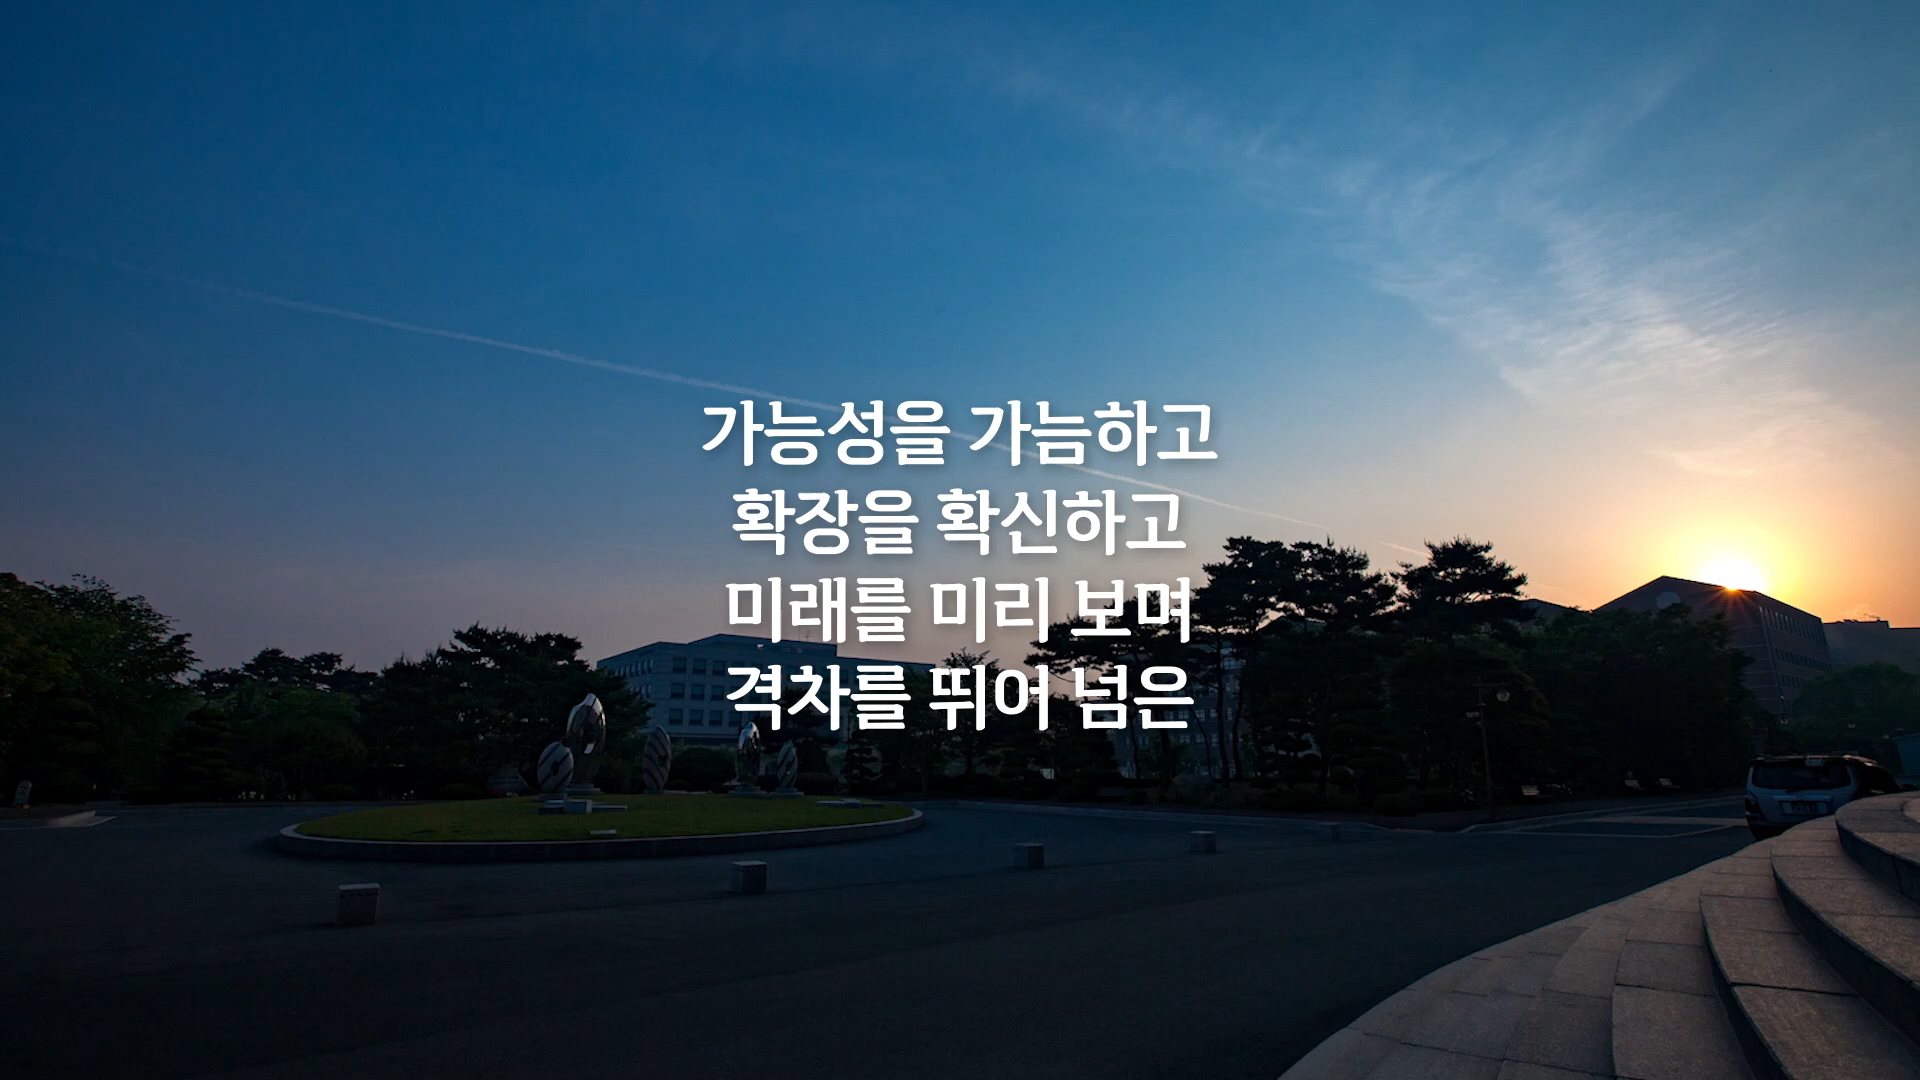 가능성을 가늠하고
확장을 확신하고
미래를 미리 보며
격차를 뛰어 넘은